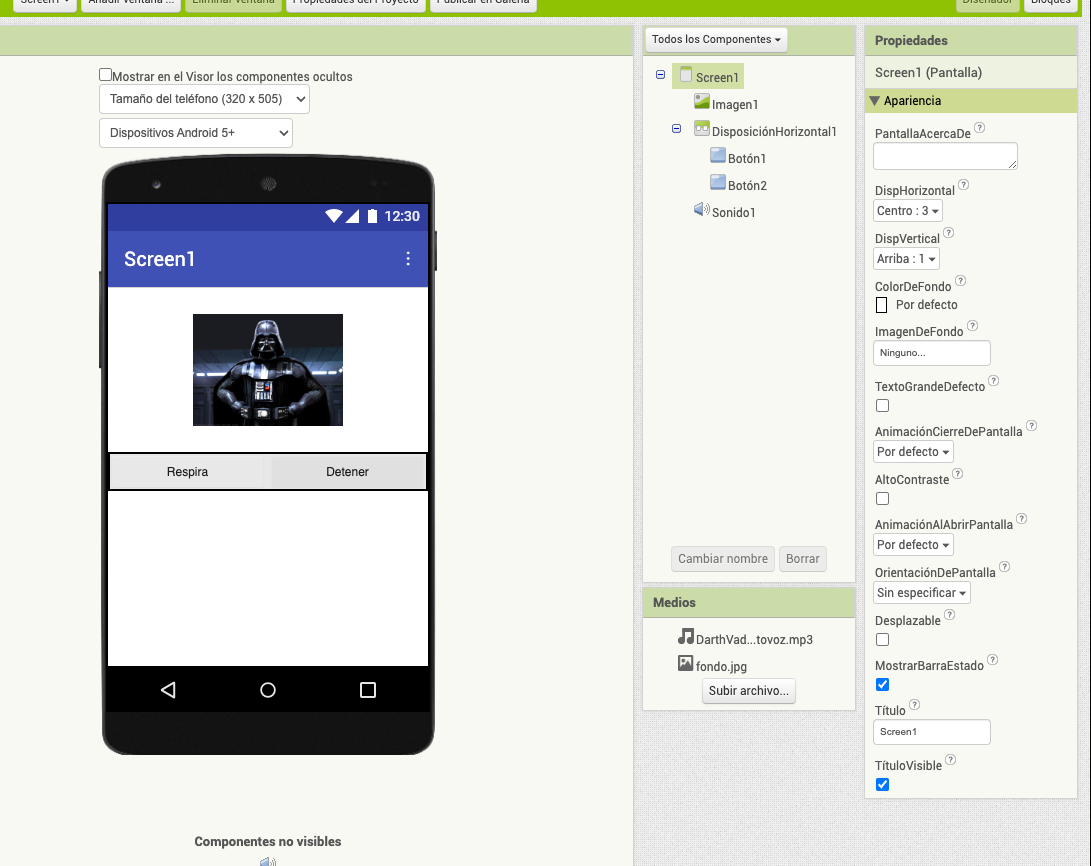 Screen1
Añadir ventana ...
Eliminar ventana
Propiedades del Proyecto
Publicar en Galería
Diseñador
Bloques
Mostrar en el Visor los componentes ocultos
Tamaño del teléfono (320 x 505)
Dispositivos Android 5+
12:30
Screen1
Respira
Detener
Componentes no visibles
Todos los Componentes
Screen1
Imagen1
DisposiciónHorizontal1
Botón1
Botón2
Sonido1
Cambiar nombre
Borrar
Medios
DarthVad...tovoz.mp3
fondo.jpg
Subir archivo...
Propiedades
Screen1 (Pantalla)
Apariencia
PantallaAcercaDe ?
DispHorizontal ?
Centro : 3
DispVertical ?
Arriba : 1
ColorDeFondo ?
Por defecto
ImagenDeFondo ?
Ninguno...
TextoGrandeDefecto ?
AnimaciónCierreDePantalla ?
Por defecto
AltoContraste ?
AnimaciónAlAbrirPantalla ?
Por defecto
OrientaciónDePantalla ?
Sin especificar
Desplazable ?
MostrarBarraEstado ?
Título ?
Screen1
TítuloVisible ?